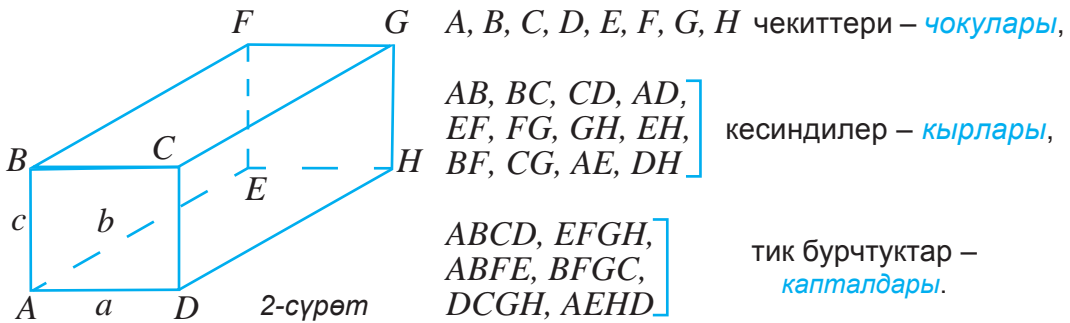 F G
B C
H
E
c b
A a D
2-сүрөт
A, B, C, D, E, F, G, H чекиттери – чокулары,
AB, BC, CD, AD,
EF, FG, GH, EH,
BF, CG, AE, DH
кесиндилер – кырлары,
ABCD, EFGH,
ABFE, BFGC,
DCGH, AEHD
тик бурчтуктар –
капталдары.